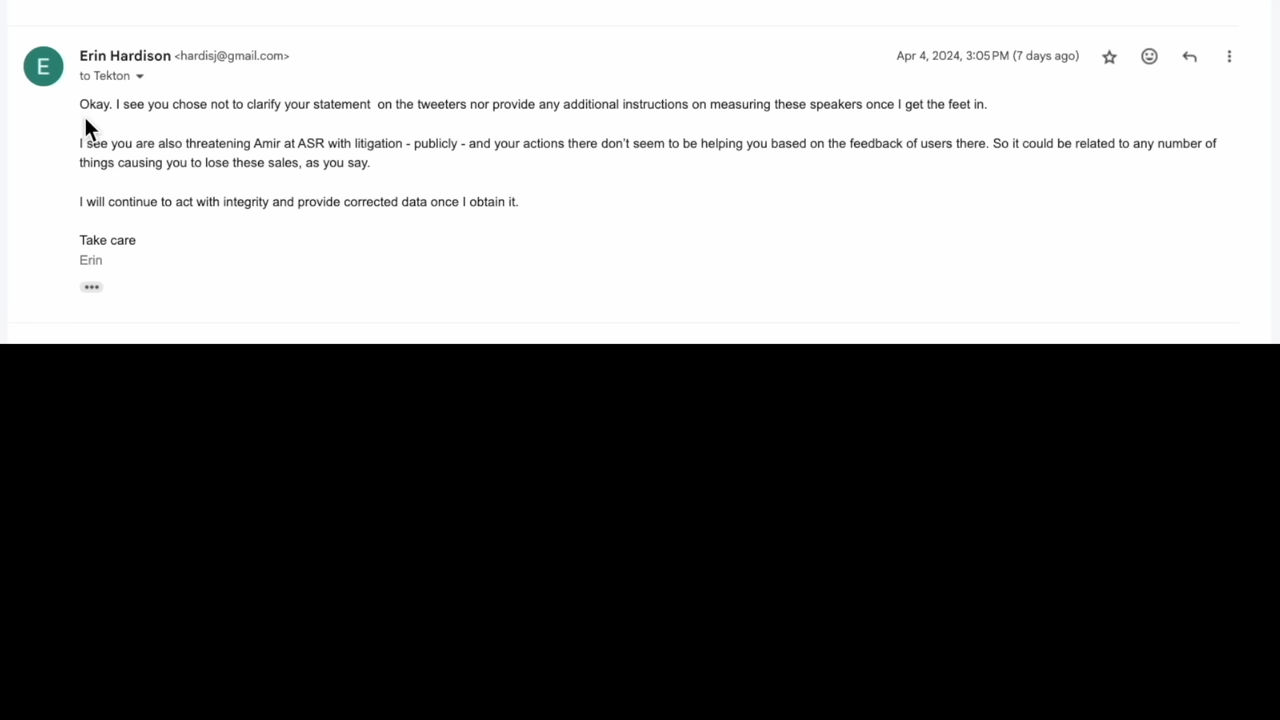 E
Erin Hardison <hardisj@gmail.com> Apr 4, 2024, 3:05 PM (7 days ago)
to Tekton
Okay. I see you chose not to clarify your statement  on the tweeters nor provide any additional instructions on measuring these speakers once I get the feet in.
I see you are also threatening Amir at ASR with litigation - publicly - and your actions there don't seem to be helping you based on the feedback of users there. So it could be related to any number of
things causing you to lose these sales, as you say.
I will continue to act with integrity and provide corrected data once I obtain it.
Take care
Erin